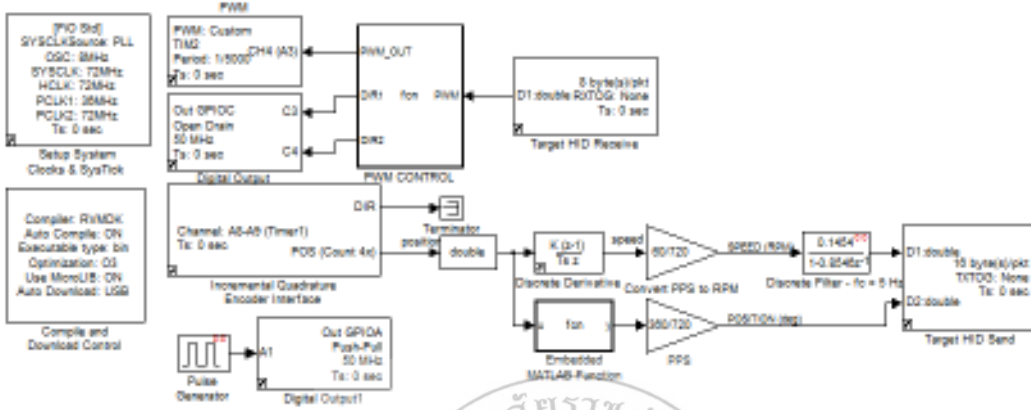 [PIO Std]
SYSCLKSource: PLL
OSC: 8MHz
SYSCLK: 72MHz
HCLK: 72MHz
PCLK1: 36MHz
PCLK2: 72MHz
Ts: 0 sec
Setup System
Clocks & SysTick
PWM
PWM: Custom
TIM2
Period: 1/5000
Ts: 0 sec
CH4 (A3)
Out GPIOC
Open Drain
50 MHz
Ts: 0 sec
C3
C4
Digital Output
PWM_OUT
DIR1
fcn
PWM
DIR2
PWM CONTROL
D1:double
8 byte(s)/pkt
RXTOG: None
Ts: 0 sec
Target HID Receive
Compiler: RVMDK
Auto Compile: ON
Executable type: bin
Optimization: O3
Use MicroLIB: ON
Auto Download: USB
Compile and
Download Control
DIR
Channel: A8-A9 (Timer1)
Ts: 0 sec
POS (Count 4x)
Incremental Quadrature
Encoder Interface
Terminator
position
double
K (z-1)
Ts z
Discrete Derivative
speed
60/720
Convert PPS to RPM
SPEED (RPM)
0.1454
1-0.8546z-1
Discrete Filter - fc = 5 Hz
u
fcn
y
Embedded
MATLAB Function
360/720
PPS
POSITION (deg)
D1:double
16 byte(s)/pkt
TXTOG: None
Ts: 0 sec
D2:double
Target HID Send
Pulse
Generator
A1
Out GPIOA
Push-Pull
50 MHz
Ts: 0 sec
Digital Output1